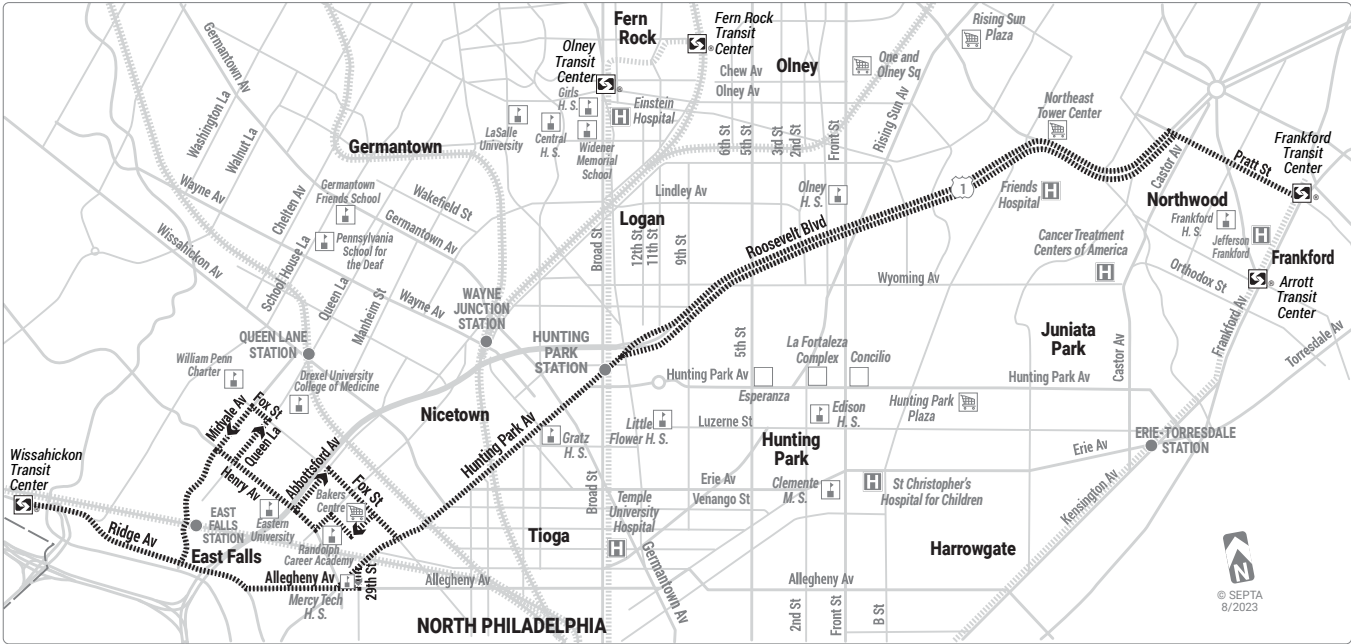 Fern
Rock
Fern Rock
Transit
Center
Rising Sun
Plaza
Olney
Transit
Center
Germantown Av
Chew Av
Olney
One and
Olney Sq
Olney Av
Girls
H. S.
Einstein
Hospital
LaSalle
University
Central
H. S.
Widener
Memorial
School
Northeast
Tower Center
Washington La
Walnut La
Germantown
6th St
5th St
3rd St
2nd St
Front St
Rising Sun Av
Castor Av
Pratt St
Frankford
Transit
Center
Wayne Av
Chelten Av
Germantown
Friends School
Wakefield St
Germantown Av
Lindley Av
Olney
H. S.
1
Friends
Hospital
Northwood
Frankford
H. S.
Jefferson
Frankford
Wissahickon Av
School House La
Pennsylvania
School for
the Deaf
Logan
Broad St
12th St
11th St
9th St
Roosevelt Blvd
Cancer Treatment
Centers of America
Orthodox St
Frankford
Arrott
Transit
Center
Wyoming Av
Queen La
Manheim St
Wayne Av
WAYNE
JUNCTION
STATION
QUEEN LANE
STATION
HUNTING
PARK
STATION
5th St
La Fortaleza
Complex
Concilio
Juniata
Park
Castor Av
Frankford Av
Torresdale Av
William Penn
Charter
Drexel University
College of Medicine
Hunting Park Av
Hunting Park Av
Esperanza
Midvale Av
Fox St
Queen La
Nicetown
Hunting Park Av
Little
Flower H. S.
Luzerne St
Edison
H. S.
Hunting Park
Plaza
Gratz
H. S.
Hunting
Park
ERIE-TORRESDALE
STATION
Erie Av
Wissahickon
Transit
Center
Henry Av
Abbottsford Av
Fox St
Bakers
Centre
Broad St
Erie Av
Venango St
Clemente
M. S.
St Christopher's
Hospital for Children
Kensington Av
EAST
FALLS
STATION
Eastern
University
Temple
University
Hospital
Ridge Av
East Falls
Randolph
Career Academy
Tioga
Harrowgate
N
Allegheny Av
29th St
Allegheny Av
Germantown Av
Allegheny Av
Mercy Tech
H. S.
2nd St
Front St
B St
© SEPTA
8/2023
NORTH PHILADELPHIA